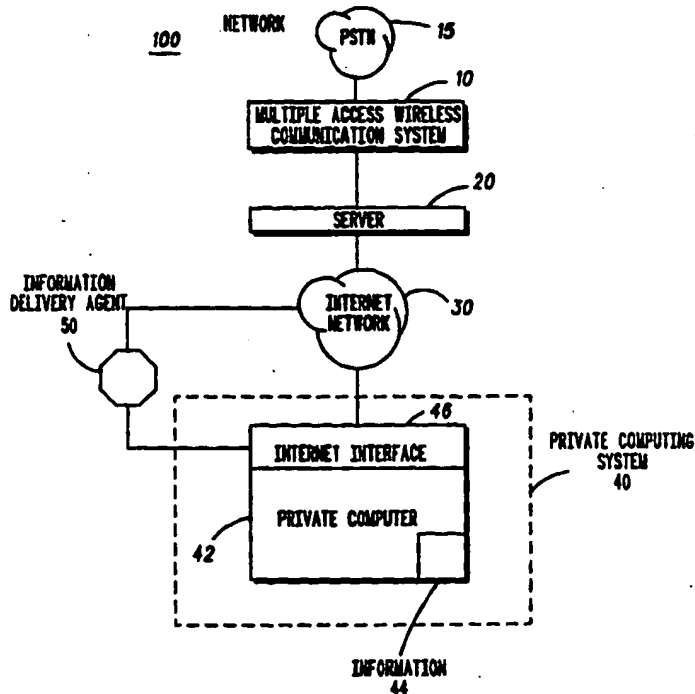 100
NETWORK
PSTN
15
10
MULTIPLE ACCESS WIRELESS
COMMUNICATION SYSTEM
20
SERVER
INFORMATION
DELIVERY AGENT
50
INTERNET
NETWORK
30
46
INTERNET INTERFACE
PRIVATE COMPUTING
SYSTEM
40
PRIVATE COMPUTER
42
INFORMATION
44